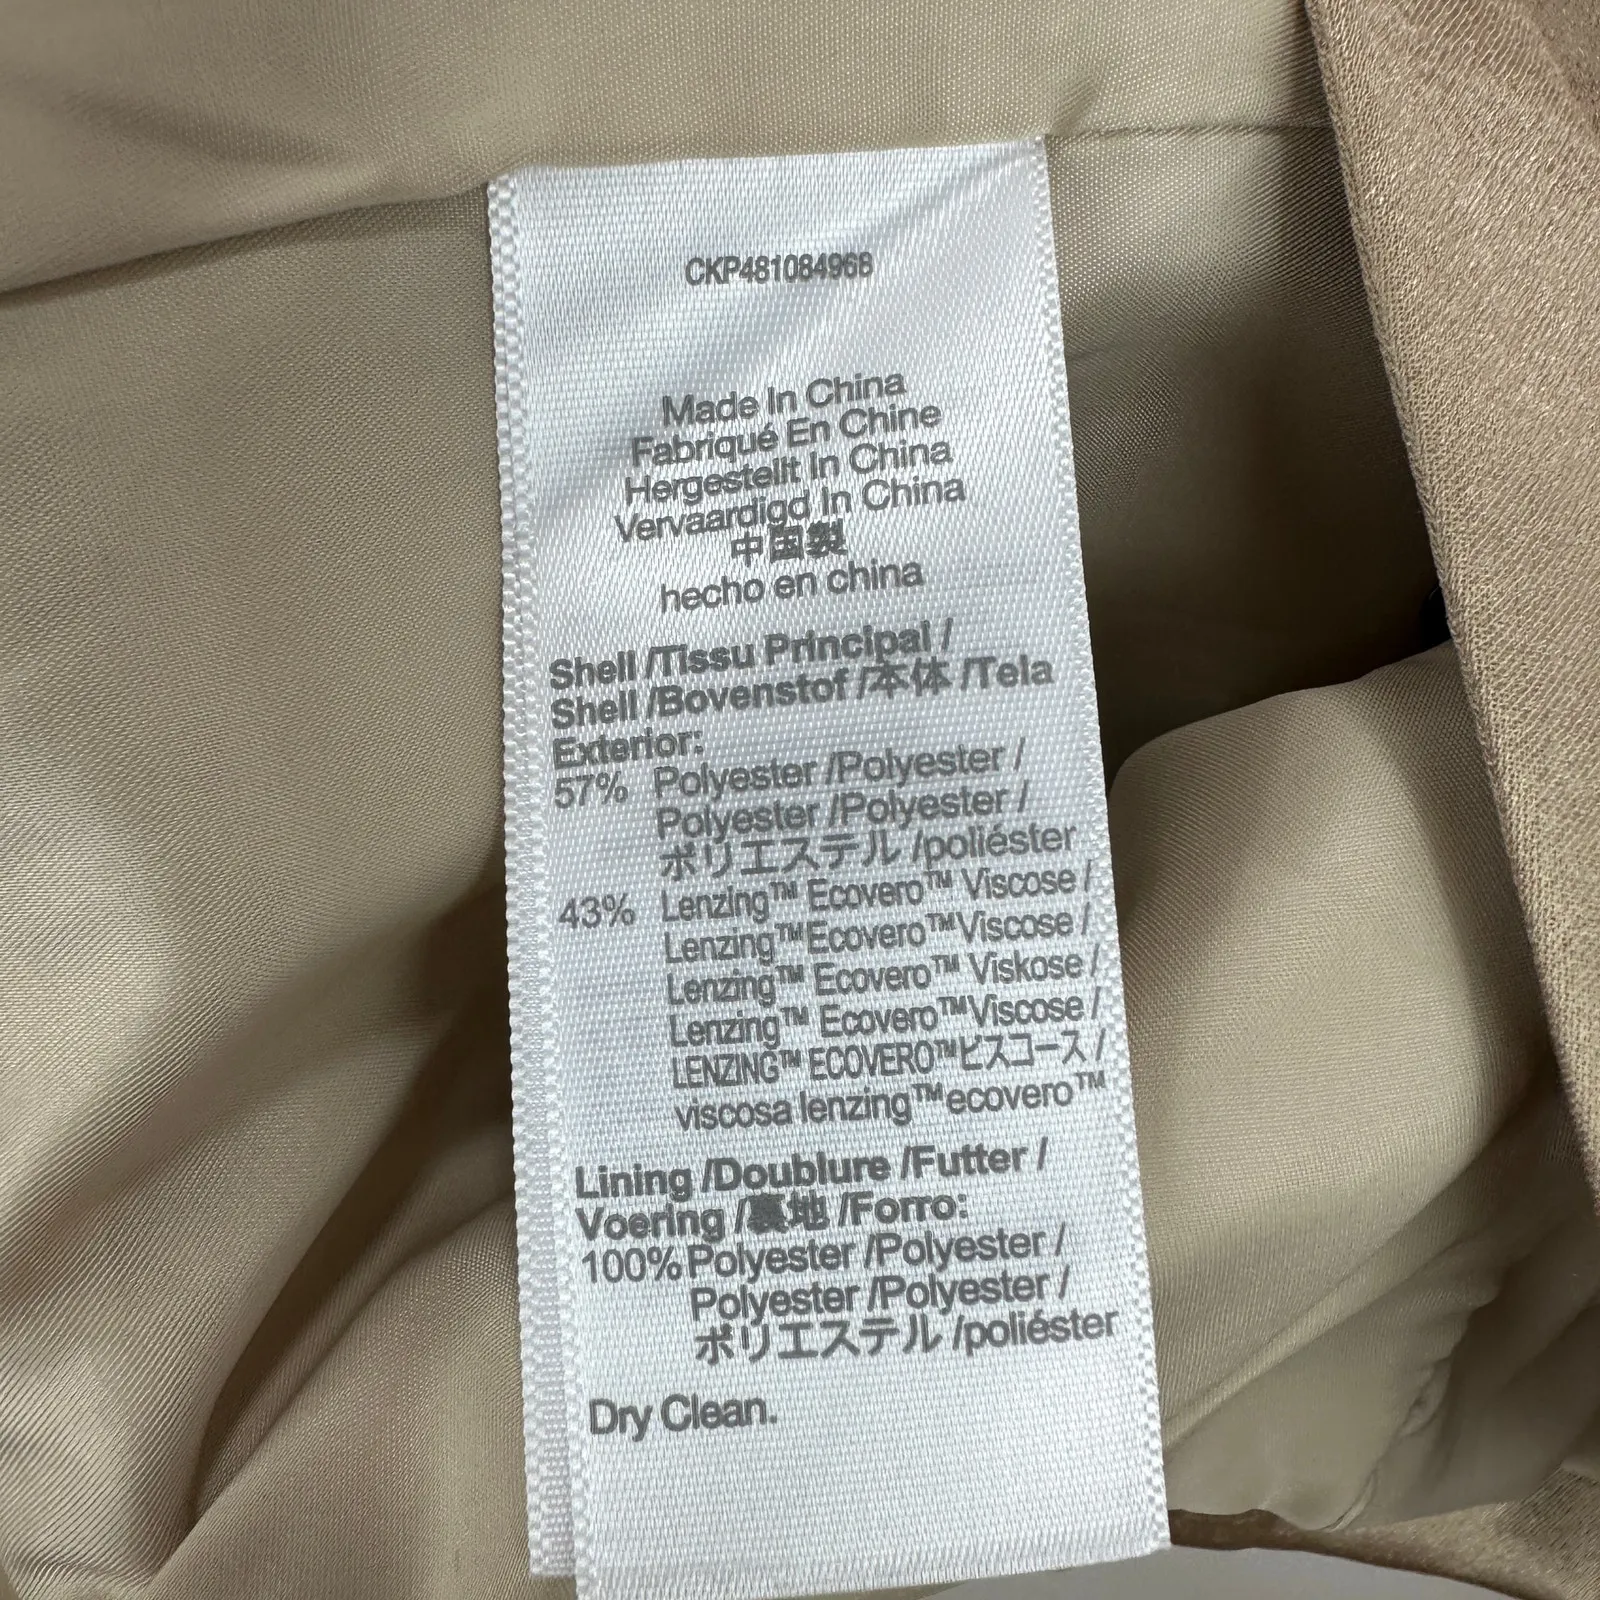 CKP481084968
Made In China
Fabriqué En Chine
Hergestellt In China
Vervaardigd In China
中国製
hecho en china
Shell /Tissu Principal /
Shell /Bovenstof /本体 /Tela
Exterior:
57% Polyester /Polyester /
Polyester /Polyester /
ポリエステル /poliéster
43% Lenzing™ Ecovero™ Viscose /
Lenzing™ Ecovero™ Viscose /
Lenzing™ Ecovero™ Viskose /
Lenzing™ Ecovero™ Viscose /
LENZING™ ECOVERO™ビスコース /
viscosa lenzing™ ecovero™
Lining /Doublure /Futter /
Voering /裏地 /Forro:
100% Polyester /Polyester /
Polyester /Polyester /
ポリエステル /poliéster
Dry Clean.